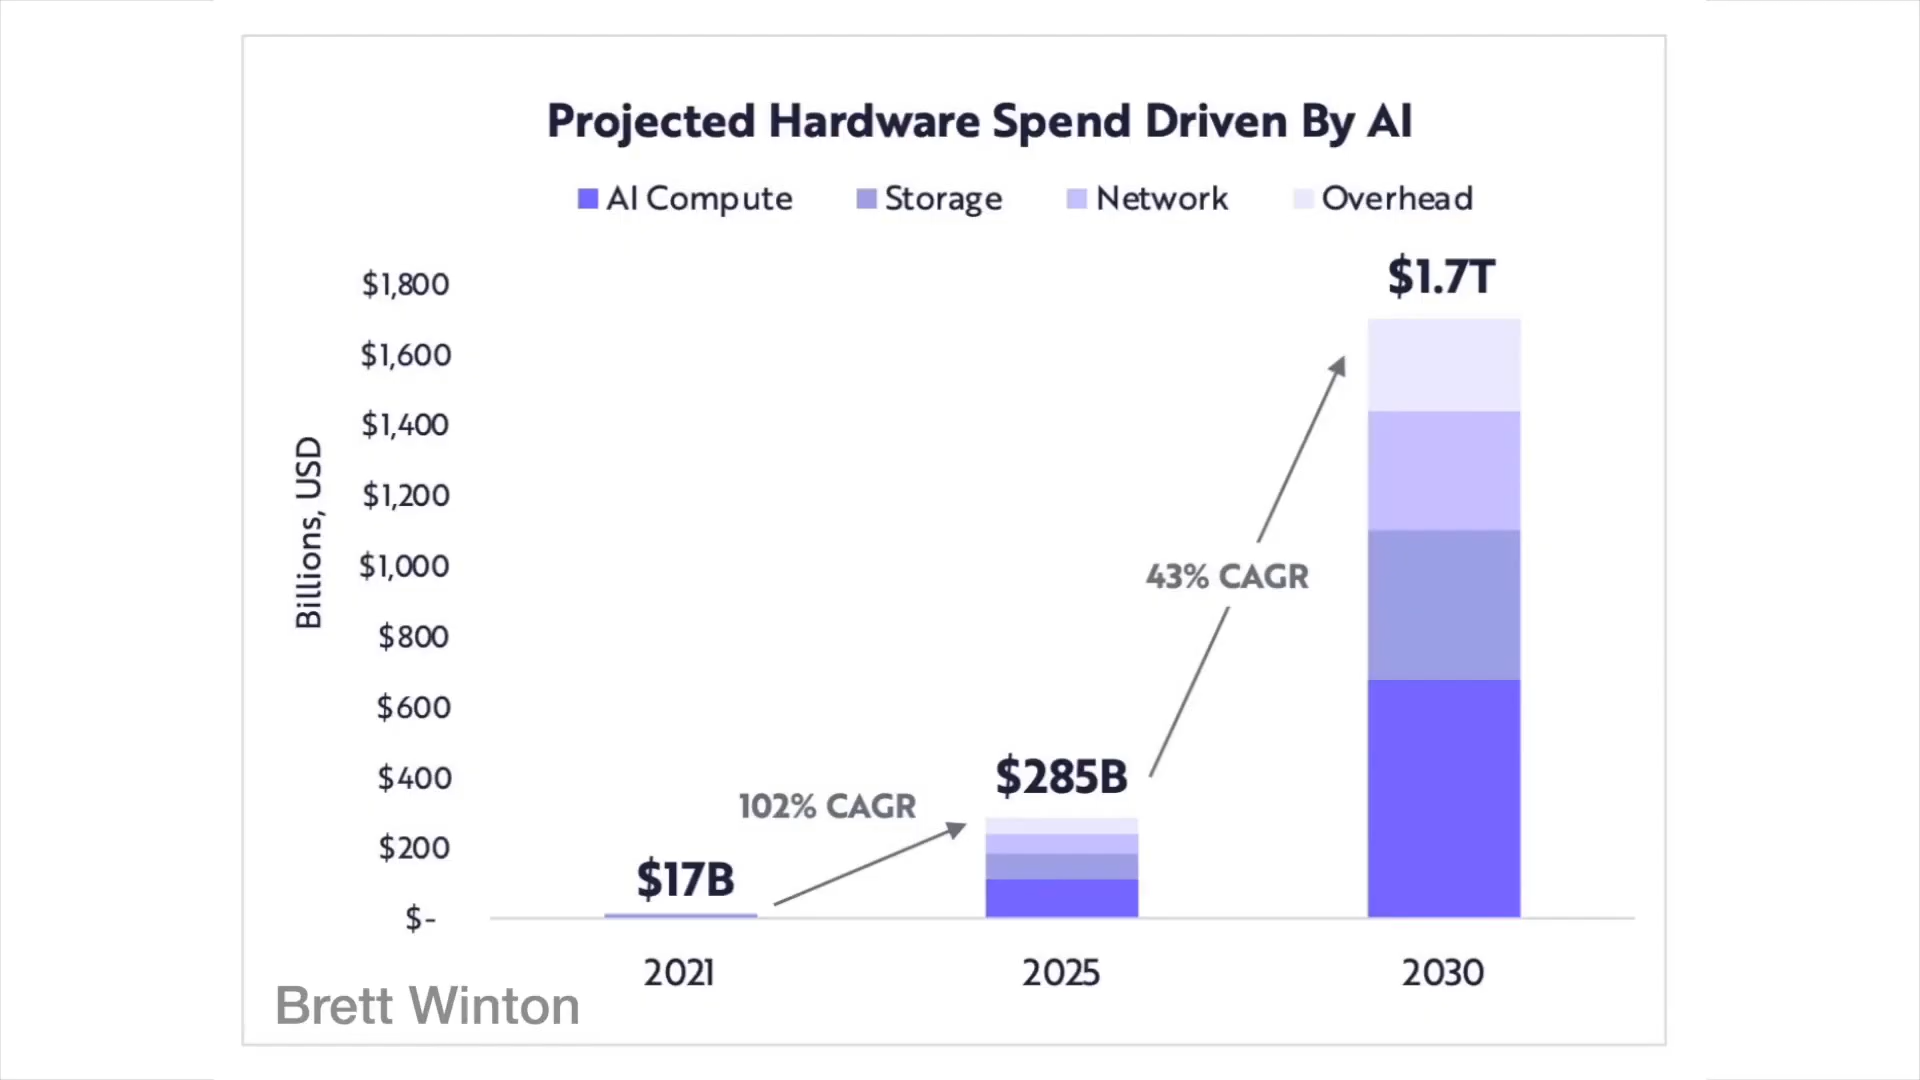 Projected Hardware Spend Driven By AI
AI Compute Storage Network Overhead
$1,800
$1,600
$1,400
$1,200
$1,000
$800
$600
$400
$200
$-
Billions, USD
$17B
102% CAGR
$285B
43% CAGR
$1.7T
2021 2025 2030
Brett Winton